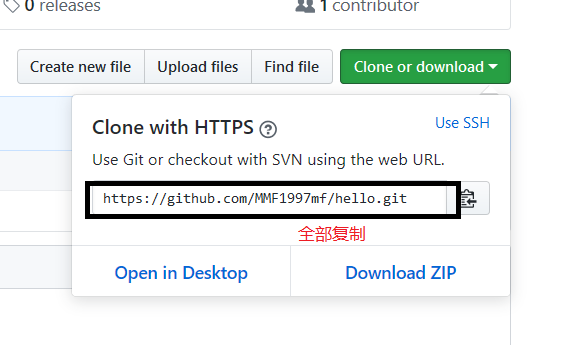 0 releases
1 contributor
Create new file
Upload files
Find file
Clone or download
Clone with HTTPS
Use SSH
Use Git or checkout with SVN using the web URL.
https://github.com/MMF1997mf/hello.git
全部复制
Open in Desktop
Download ZIP